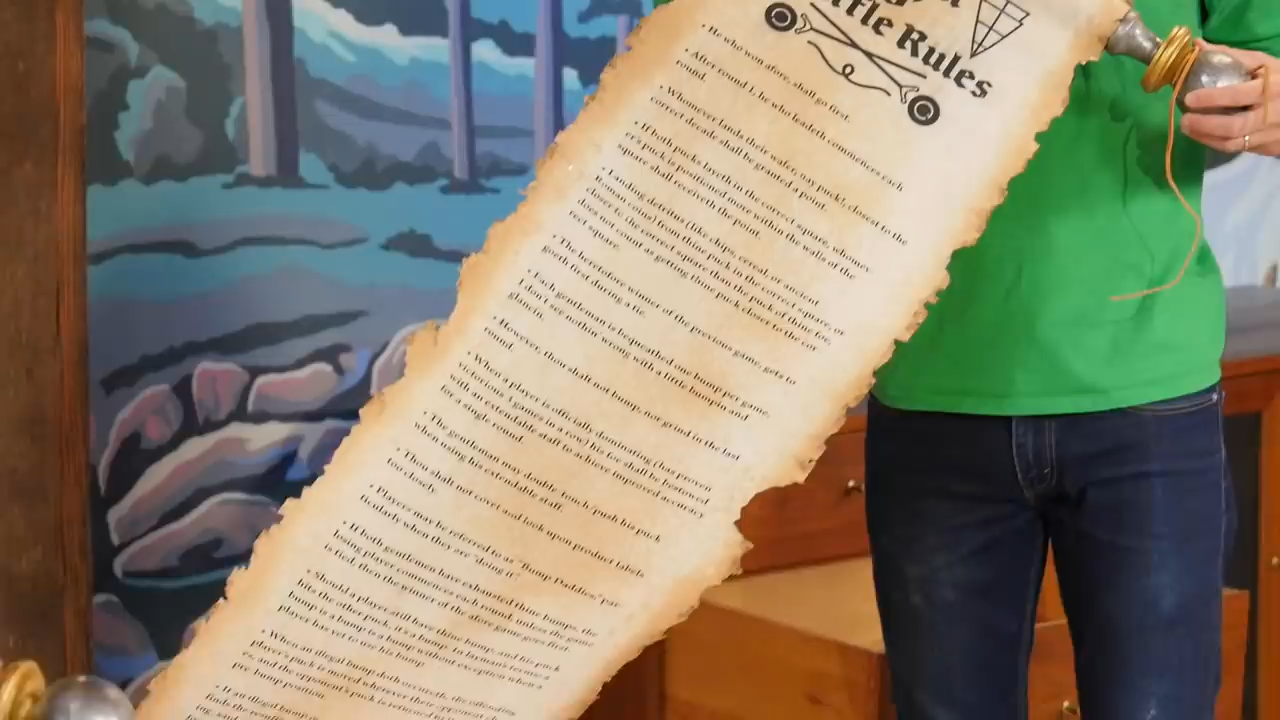 Rules
• He who won afore, shall go first.
• After round 1, he who leadeth commences each
round.
• Whomever lands their wafer, nay puck!, closest to the
correct decade shall be granted a point.
• If both pucks layeth in the correct square, whomev
er's puck is positioned more within the walls of the
square shall receiveth the point.
• Landing detritus (like chips, cereal, or ancient
Roman coins) from thine puck in the correct square, or
closer to the correct square than the puck of thine foe,
does not count as getting thine puck closer to the cor
rect square.
• The heretofore winner of the previous game, gets to
goeth first during a tie.
• Each gentleman is bequeathed one bump per game.
I don't see nothin wrong with a little bumpin and
glancin.
• However, thou shalt not bump, nor grind in the last
round.
• When a player is officially dominating (has proven
victorious 4 games in a row) his foe shall be bestowed
with an extendable staff to achieve improved accuracy
for a single round.
• The gentleman may double touch/push his puck
when using his extendable staff.
• Thou shalt not covet and look upon product labels
too closely.
• Players may be referred to as "Bump Daddies," par
ticularly when they are "doing it".
• If both gentlemen have exhausted thine bumps, the
losing player commences each round, unless the game
is tied, then the winner of the afore game goes first.
• Should a player still have thine bump, and his puck
hits the other puck, it's a bump. In layman's terms: a
bump is a bump is a bump without exception when a
player has yet to use his bump.
• When an illegal bump doth occureth, the offending
player's puck is moved wherever their opponent
es, and the opponent's puck is returned to
pre-bump position.
• If an illegal bump
finds the